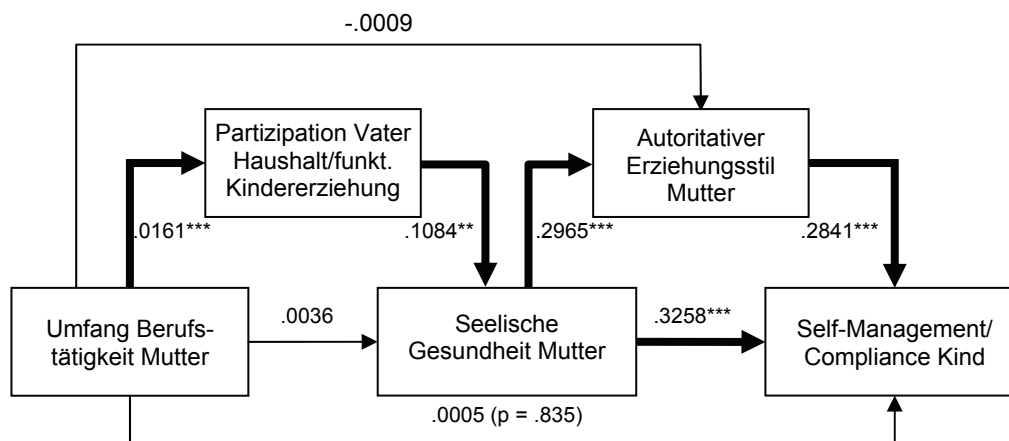 -.0009
Partizipation Vater
Haushalt/funkt.
Kindererziehung
Autoritativer
Erziehungsstil
Mutter
.0161***
.1084**
.2965***
.2841***
Umfang Berufs-
tätigkeit Mutter
.0036
Seelische
Gesundheit Mutter
.3258***
Self-Management/
Compliance Kind
.0005 (p = .835)